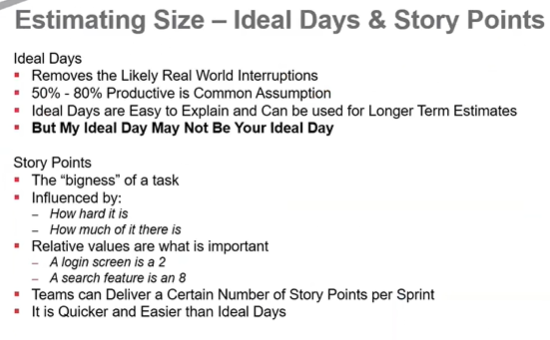 Estimating Size – Ideal Days & Story Points
Ideal Days
▪ Removes the Likely Real World Interruptions
▪ 50% - 80% Productive is Common Assumption
▪ Ideal Days are Easy to Explain and Can be used for Longer Term Estimates
▪ But My Ideal Day May Not Be Your Ideal Day
Story Points
▪ The “bigness” of a task
▪ Influenced by:
– How hard it is
– How much of it there is
▪ Relative values are what is important
– A login screen is a 2
– A search feature is an 8
▪ Teams can Deliver a Certain Number of Story Points per Sprint
▪ It is Quicker and Easier than Ideal Days